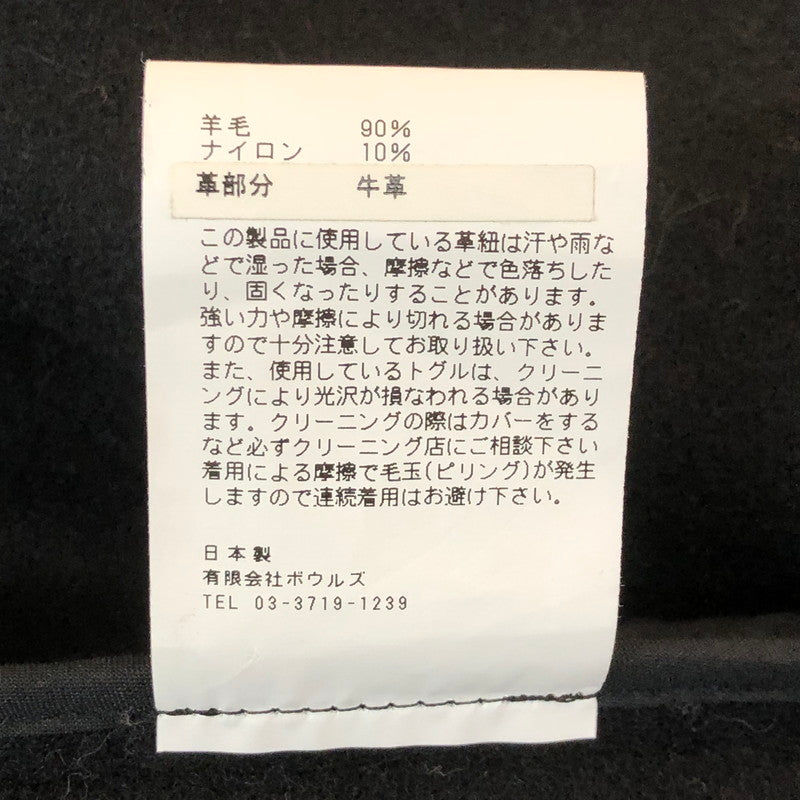 羊毛 90%
ナイロン 10%
革部分 牛革
この製品に使用している革紐は汗や雨な
どで湿った場合、摩擦などで色落ちした
り、固くなったりすることがあります。
強い力や摩擦により切れる場合がありま
すので十分注意してお取り扱い下さい。
また、使用しているトグルは、クリーニ
ングにより光沢が損なわれる場合があり
ます。クリーニングの際はカバーをする
など必ずクリーニング店にご相談下さい
着用による摩擦で毛玉(ピリング)が発生
しますので連続着用はお避け下さい。
日本製
有限会社ボウルズ
TEL 03-3719-1239